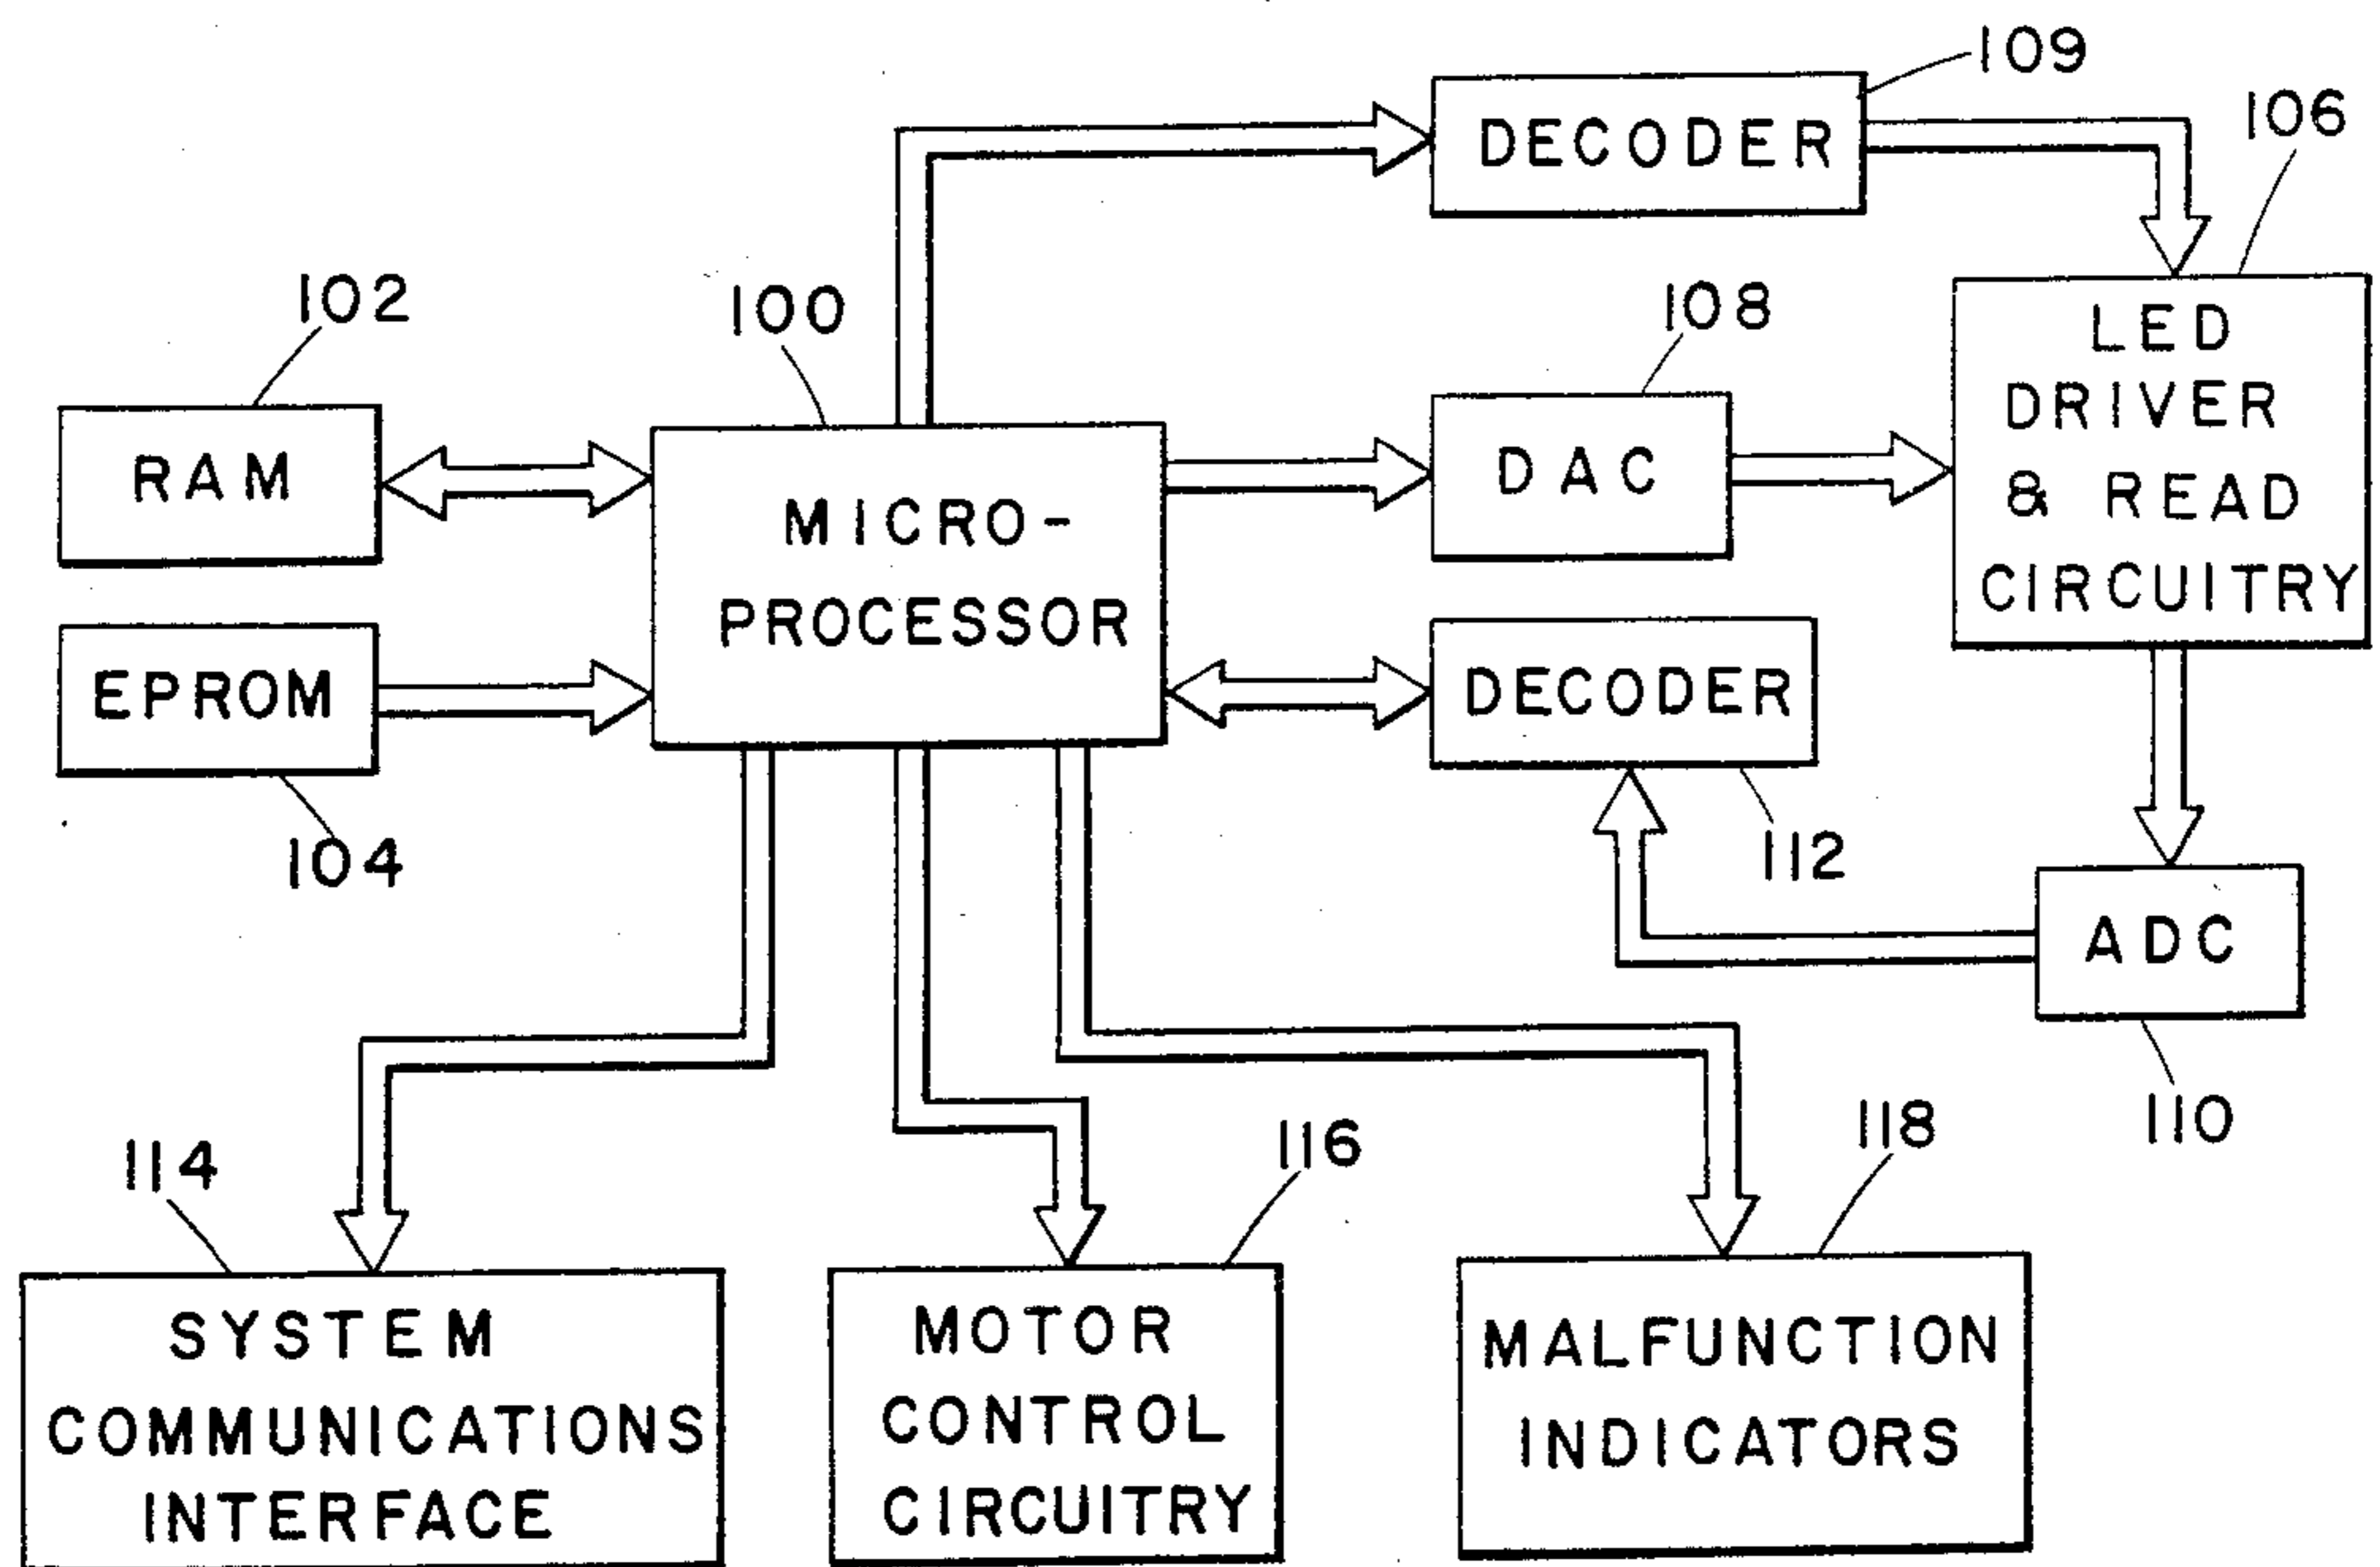 109
DECODER
106
102
100
108
LED
DRIVER
& READ
CIRCUITRY
RAM
DAC
MICRO-
PROCESSOR
EPROM
DECODER
104
112
ADC
110
114
116
118
SYSTEM
COMMUNICATIONS
INTERFACE
MOTOR
CONTROL
CIRCUITRY
MALFUNCTION
INDICATORS